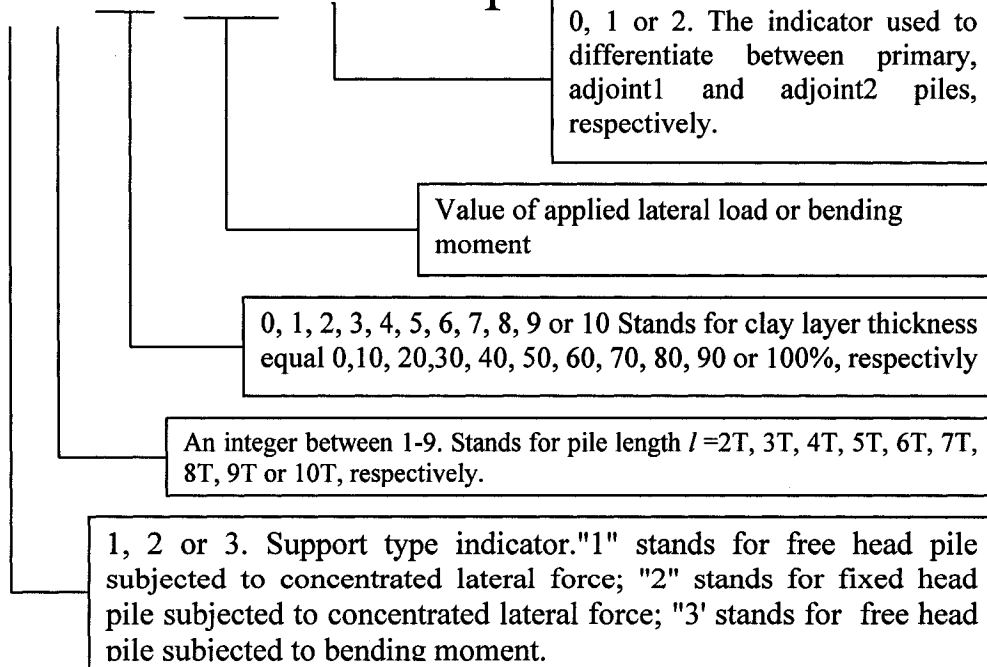 0, 1 or 2. The indicator used to
differentiate between primary,
adjoint1 and adjoint2 piles,
respectively.
Value of applied lateral load or bending
moment
0, 1, 2, 3, 4, 5, 6, 7, 8, 9 or 10 Stands for clay layer thickness
equal 0,10, 20,30, 40, 50, 60, 70, 80, 90 or 100%, respectivly
An integer between 1-9. Stands for pile length l =2T, 3T, 4T, 5T, 6T, 7T,
8T, 9T or 10T, respectively.
1, 2 or 3. Support type indicator."1" stands for free head pile
subjected to concentrated lateral force; "2" stands for fixed head
pile subjected to concentrated lateral force; "3' stands for free head
pile subjected to bending moment.